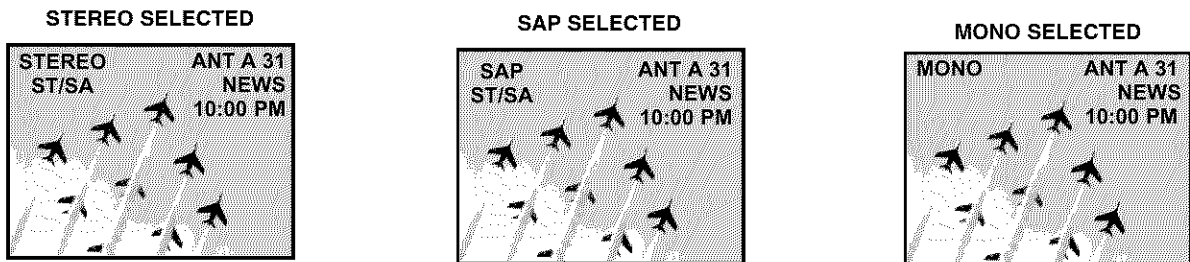 STEREO SELECTED
STEREO ANT A 31
ST/SA NEWS
10:00 PM
SAP SELECTED
SAP ANT A 31
ST/SA NEWS
10:00 PM
MONO SELECTED
MONO ANT A 31
NEWS
10:00 PM